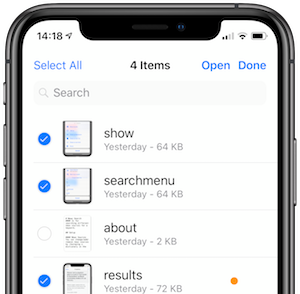 14:18
Select All 4 Items Open Done
Search
show
Yesterday - 64 KB
searchmenu
Yesterday - 64 KB
about
Yesterday - 2 KB
results
Yesterday - 72 KB